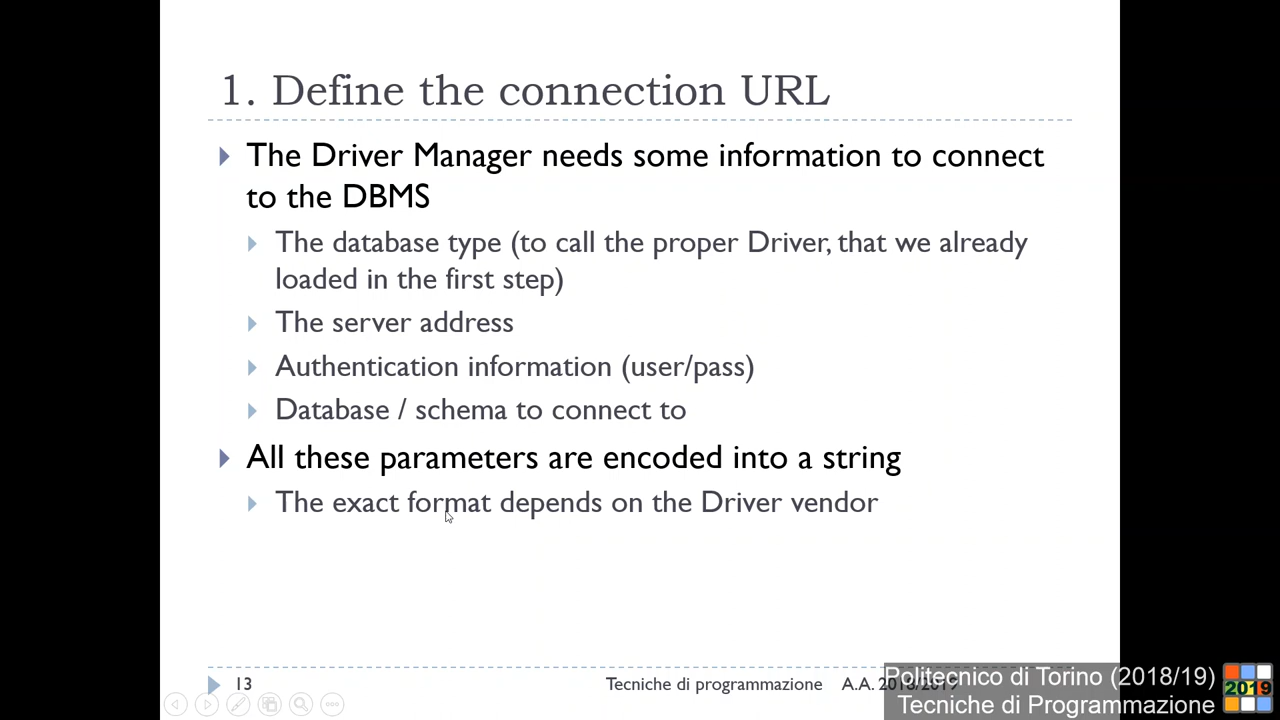 1. Define the connection URL
The Driver Manager needs some information to connect
to the DBMS
The database type (to call the proper Driver, that we already
loaded in the first step)
The server address
Authentication information (user/pass)
Database / schema to connect to
All these parameters are encoded into a string
The exact format depends on the Driver vendor
13
Tecniche di programmazione A.A. 2018/2019
Politecnico di Torino (2018/19)
2019
Tecniche di Programmazione